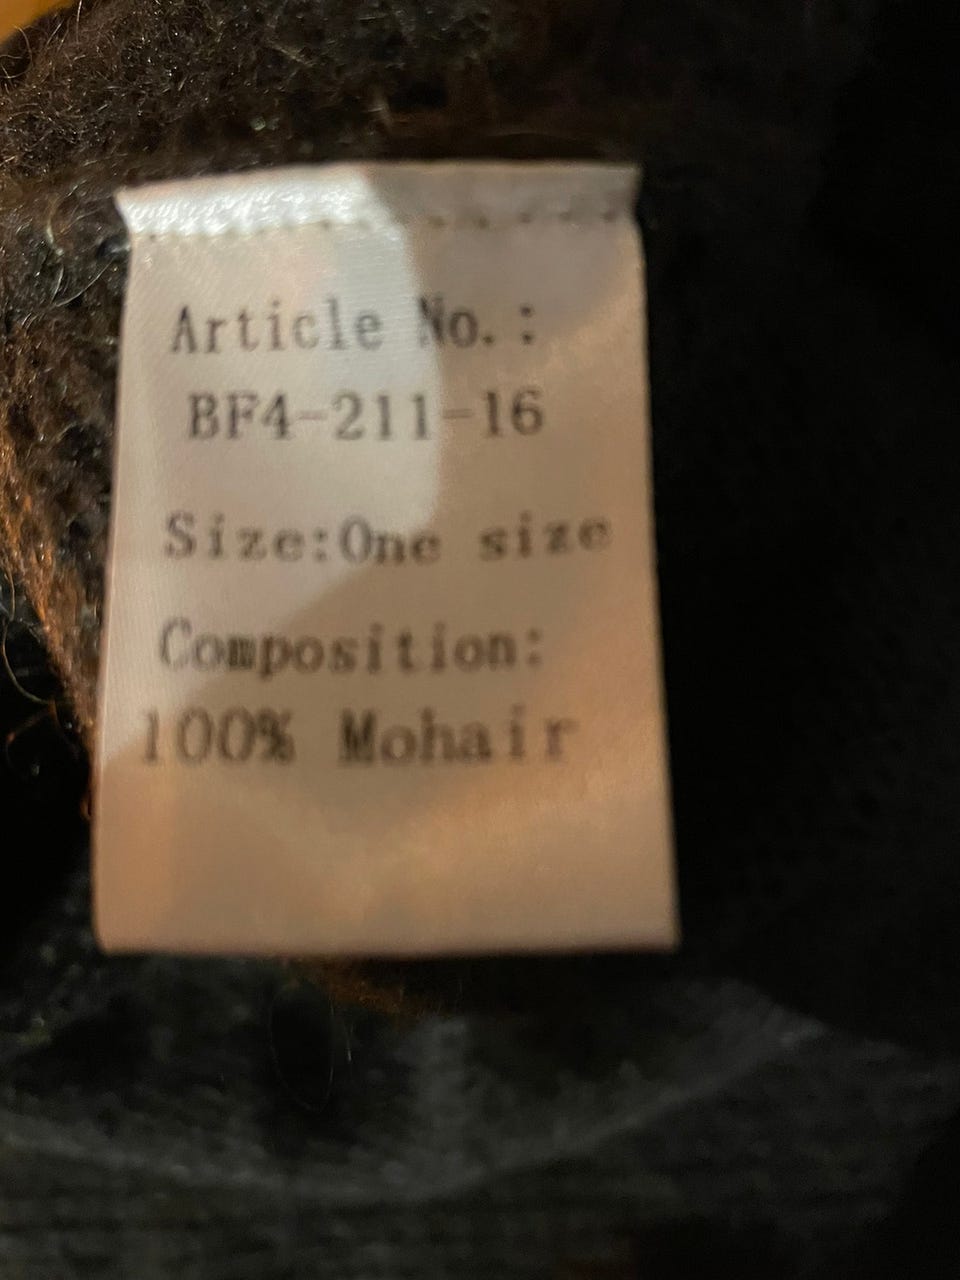 Article No.:
BF4-211-16
Size:One size
Composition:
100% Mohair